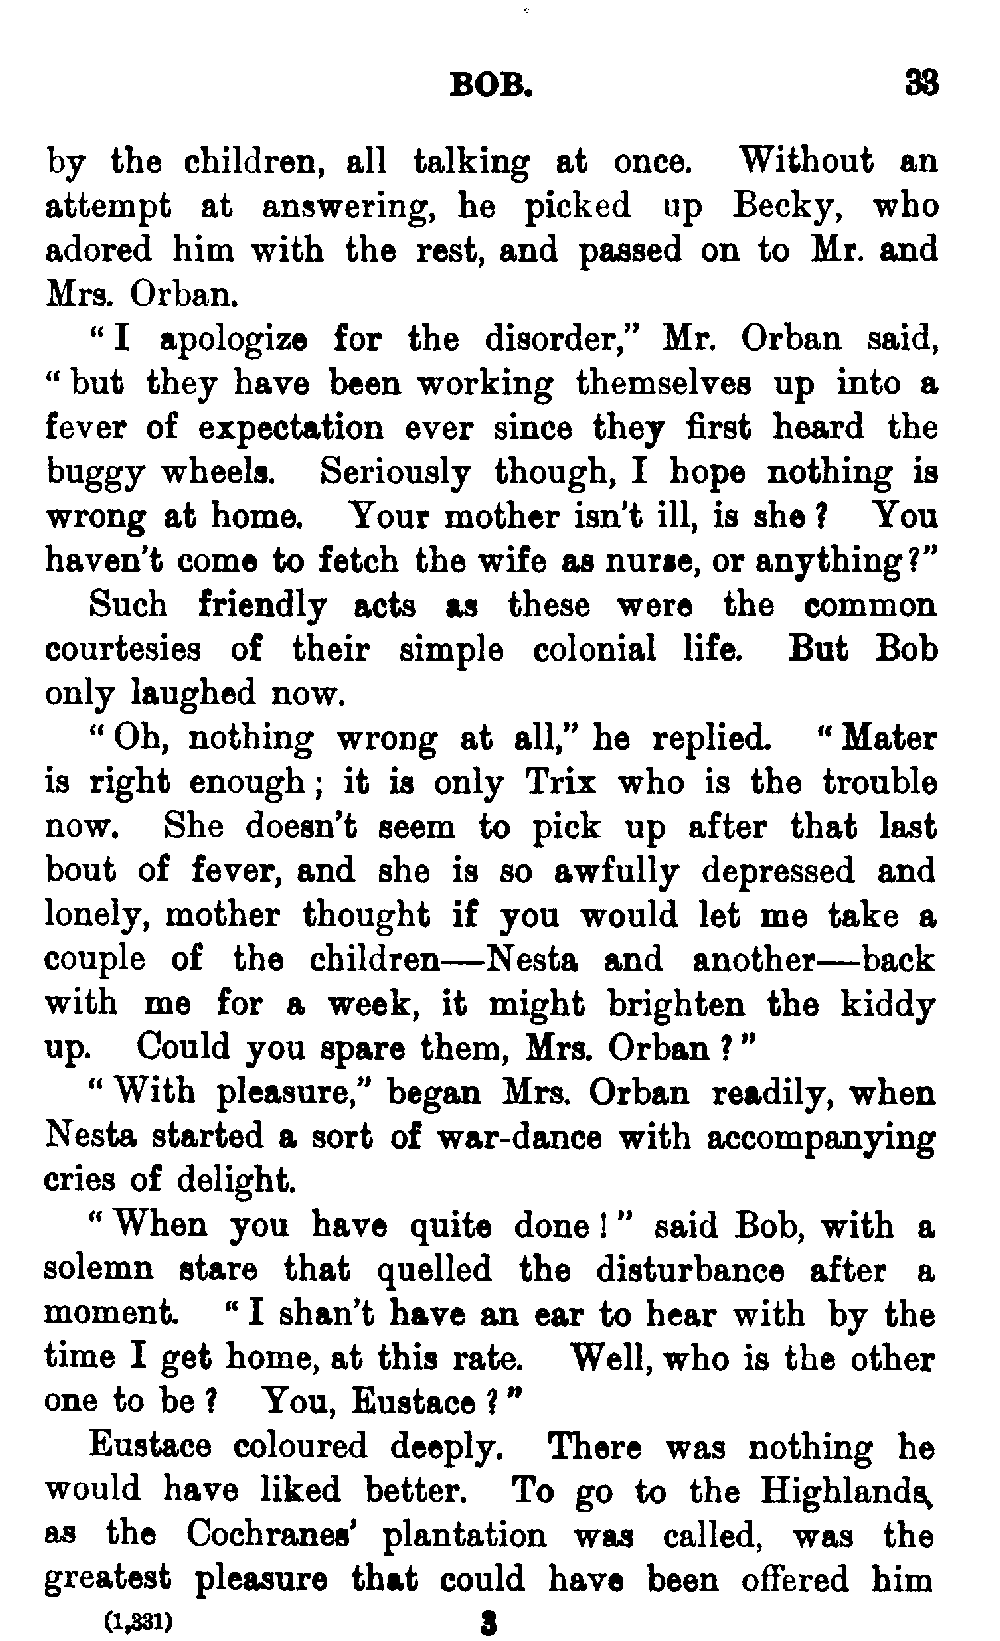 BOB. 33
by the children, all talking at once. Without an
attempt at answering, he picked up Becky, who
adored him with the rest, and passed on to Mr. and
Mrs. Orban.
“I apologize for the disorder,” Mr. Orban said,
“but they have been working themselves up into a
fever of expectation ever since they first heard the
buggy wheels. Seriously though, I hope nothing is
wrong at home. Your mother isn't ill, is she? You
haven't come to fetch the wife as nurse, or anything?”
Such friendly acts as these were the common
courtesies of their simple colonial life. But Bob
only laughed now.
“Oh, nothing wrong at all,” he replied. “Mater
is right enough; it is only Trix who is the trouble
now. She doesn't seem to pick up after that last
bout of fever, and she is so awfully depressed and
lonely, mother thought if you would let me take a
couple of the children—Nesta and another—back
with me for a week, it might brighten the kiddy
up. Could you spare them, Mrs. Orban?”
“With pleasure,” began Mrs. Orban readily, when
Nesta started a sort of war-dance with accompanying
cries of delight.
“When you have quite done!” said Bob, with a
solemn stare that quelled the disturbance after a
moment. “I shan't have an ear to hear with by the
time I get home, at this rate. Well, who is the other
one to be? You, Eustace?”
Eustace coloured deeply. There was nothing he
would have liked better. To go to the Highlands,
as the Cochranes' plantation was called, was the
greatest pleasure that could have been offered him
(1,331) 3